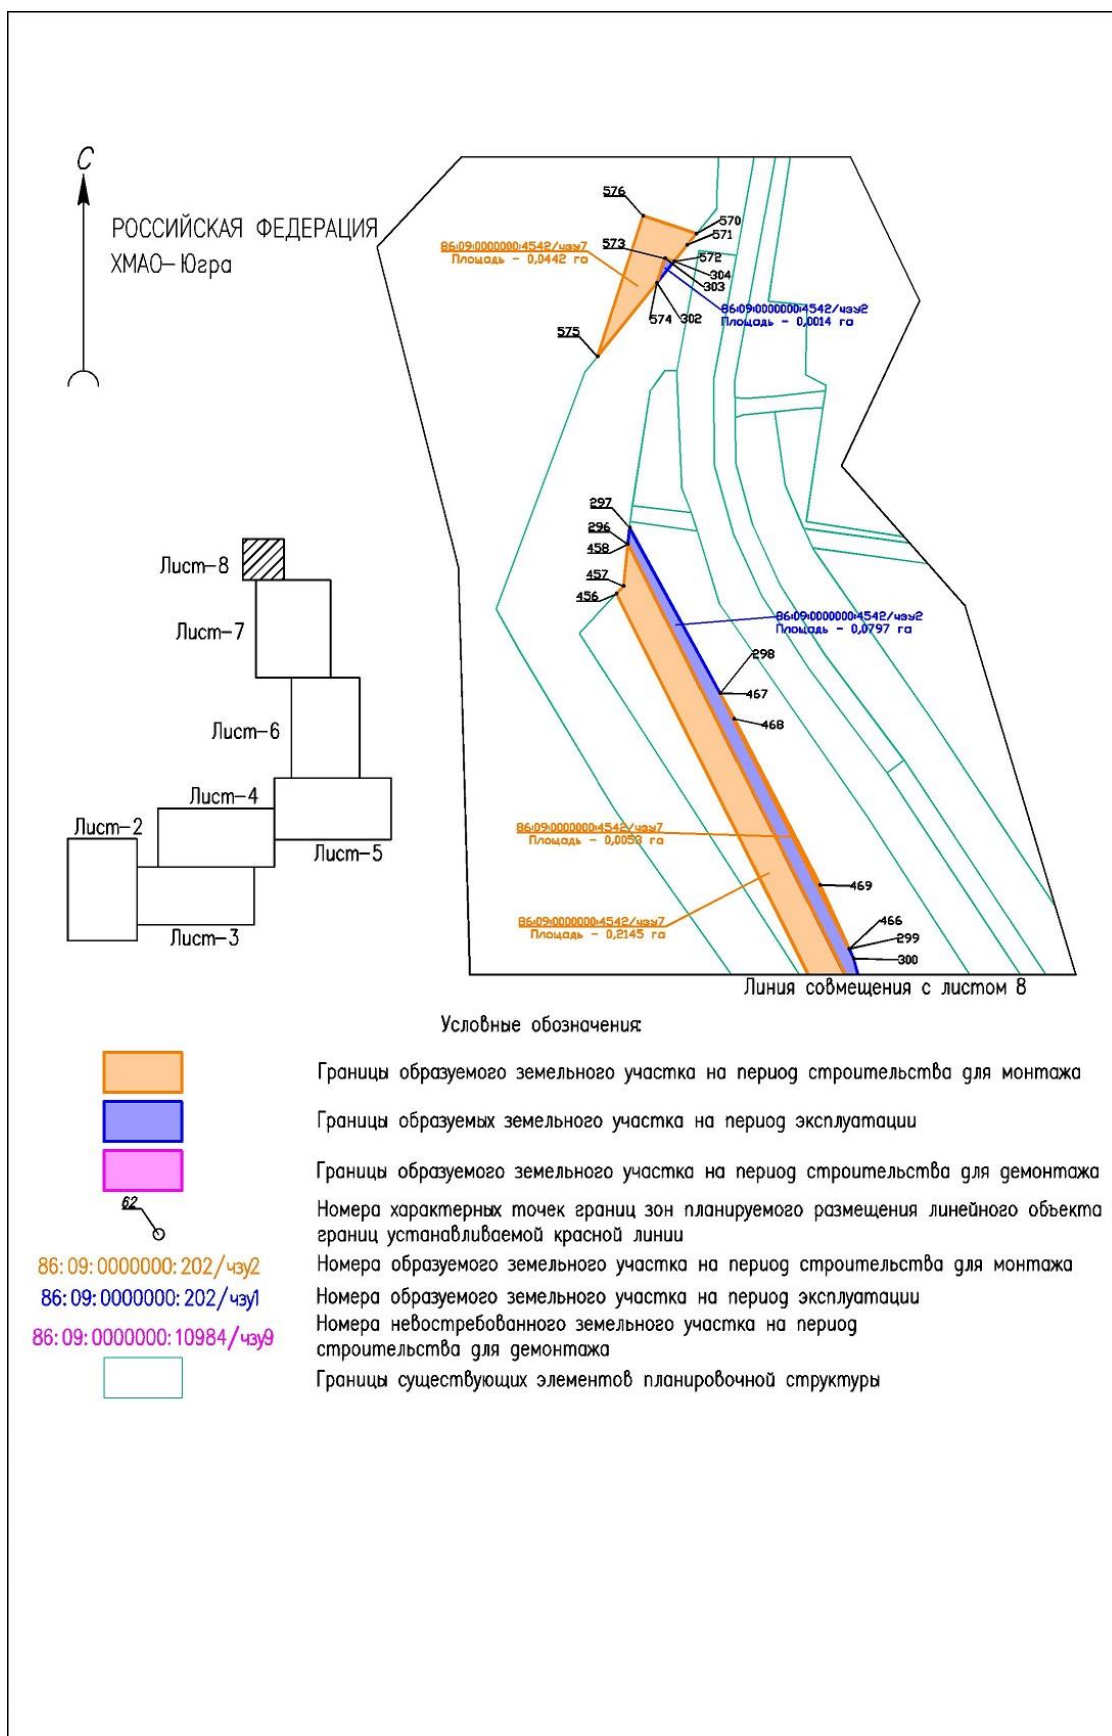 С
РОССИЙСКАЯ ФЕДЕРАЦИЯ
ХМАО-Югра
576
570
571
573
572
304
303
86:09:0000000:4542/чзу7
Площадь - 0,0442 га
86:09:0000000:4542/чзу2
Площадь - 0,0014 га
574
302
575
297
296
458
457
456
86:09:0000000:4542/чзу2
Площадь - 0,0797 га
298
467
468
86:09:0000000:4542/чзу7
Площадь - 0,0053 га
469
86:09:0000000:4542/чзу7
Площадь - 0,2145 га
466
299
300
Линия совмещения с листом 8
Лист-8
Лист-7
Лист-6
Лист-4
Лист-2
Лист-5
Лист-3
Условные обозначения:
Границы образуемого земельного участка на период строительства для монтажа
Границы образуемых земельного участка на период эксплуатации
Границы образуемого земельного участка на период строительства для демонтажа
62
Номера характерных точек границ зон планируемого размещения линейного объекта
границ устанавливаемой красной линии
86:09:0000000:202/чзу2
Номера образуемого земельного участка на период строительства для монтажа
86:09:0000000:202/чзу1
Номера образуемого земельного участка на период эксплуатации
86:09:0000000:10984/чзу9
Номера невостребованного земельного участка на период
строительства для демонтажа
Границы существующих элементов планировочной структуры